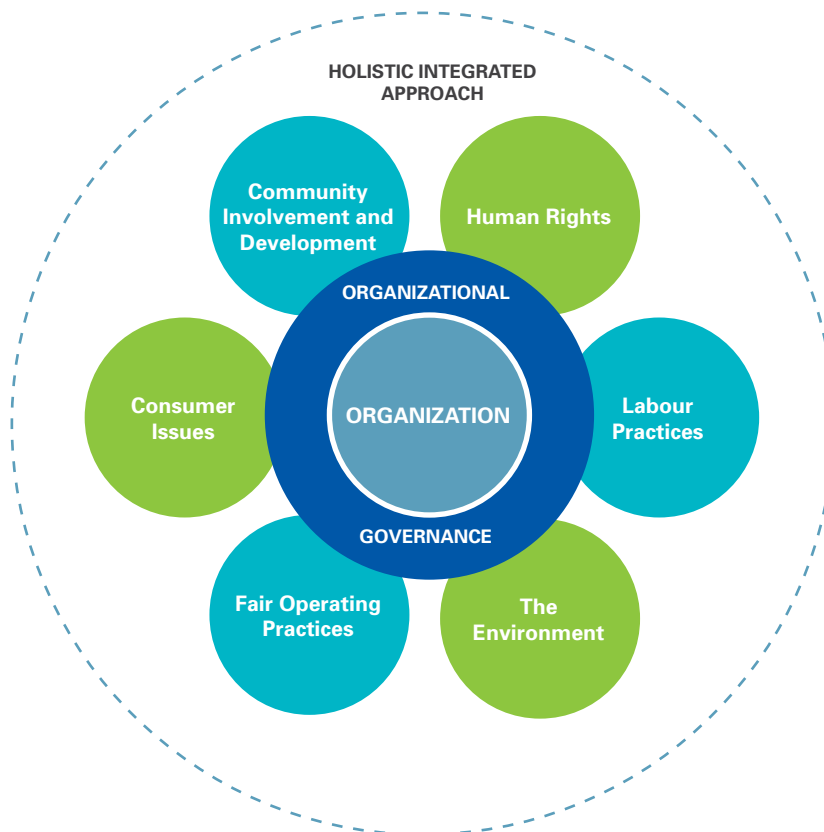 HOLISTIC INTEGRATED
APPROACH
Community
Involvement and
Development
Human Rights
ORGANIZATIONAL
Consumer
Issues
ORGANIZATION
Labour
Practices
GOVERNANCE
Fair Operating
Practices
The
Environment